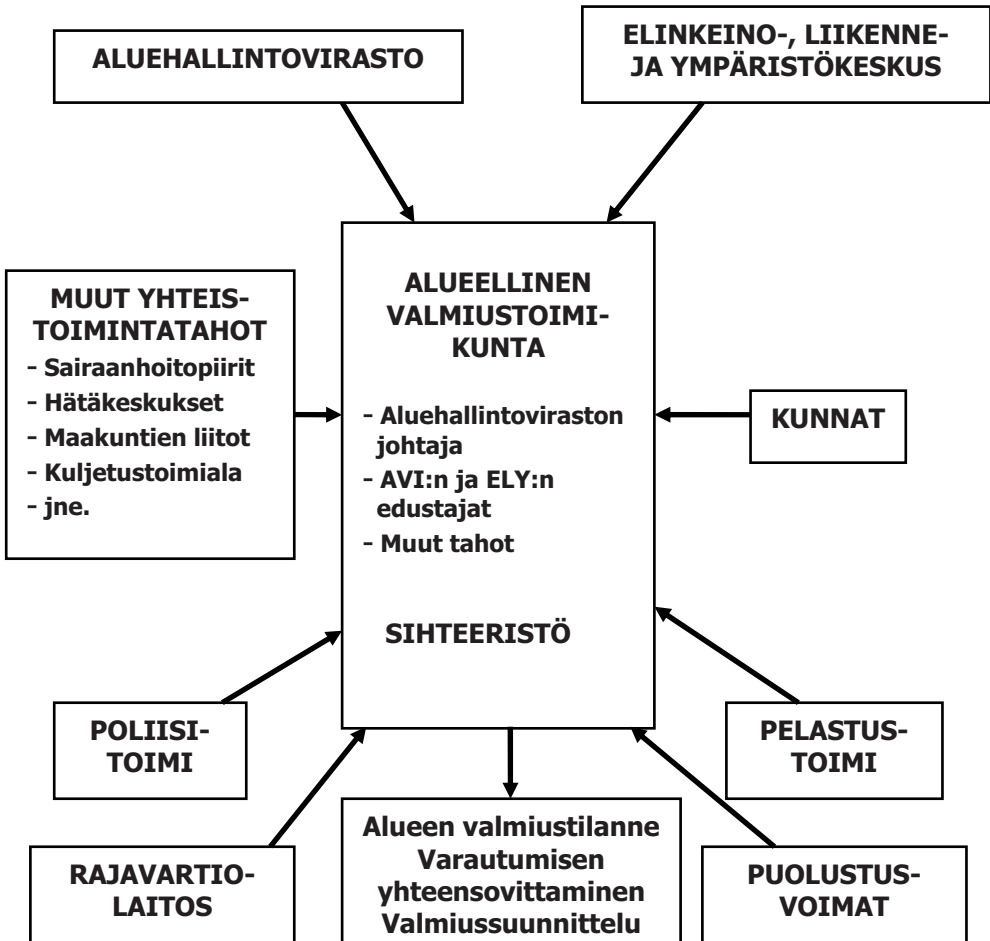 ALUEHALLINTOVIRASTO
ELINKEINO-, LIIKENNE-
JA YMPÄRISTÖKESKUS
MUUT YHTEIS-
TOIMINTATAHOT
- Sairaanhoitopiirit
- Hätäkeskukset
- Maakuntien liitot
- Kuljetustoimiala
- jne.
ALUEELLINEN
VALMIUSTOIMI-
KUNTA
- Aluehallintoviraston
johtaja
- AVI:n ja ELY:n
edustajat
- Muut tahot
SIHTEERISTÖ
KUNNAT
POLIISI-
TOIMI
PELASTUS-
TOIMI
RAJAVARTIO-
LAITOS
Alueen valmiustilanne
Varautumisen
yhteensovittaminen
Valmiussuunnittelu
PUOLUSTUS-
VOIMAT